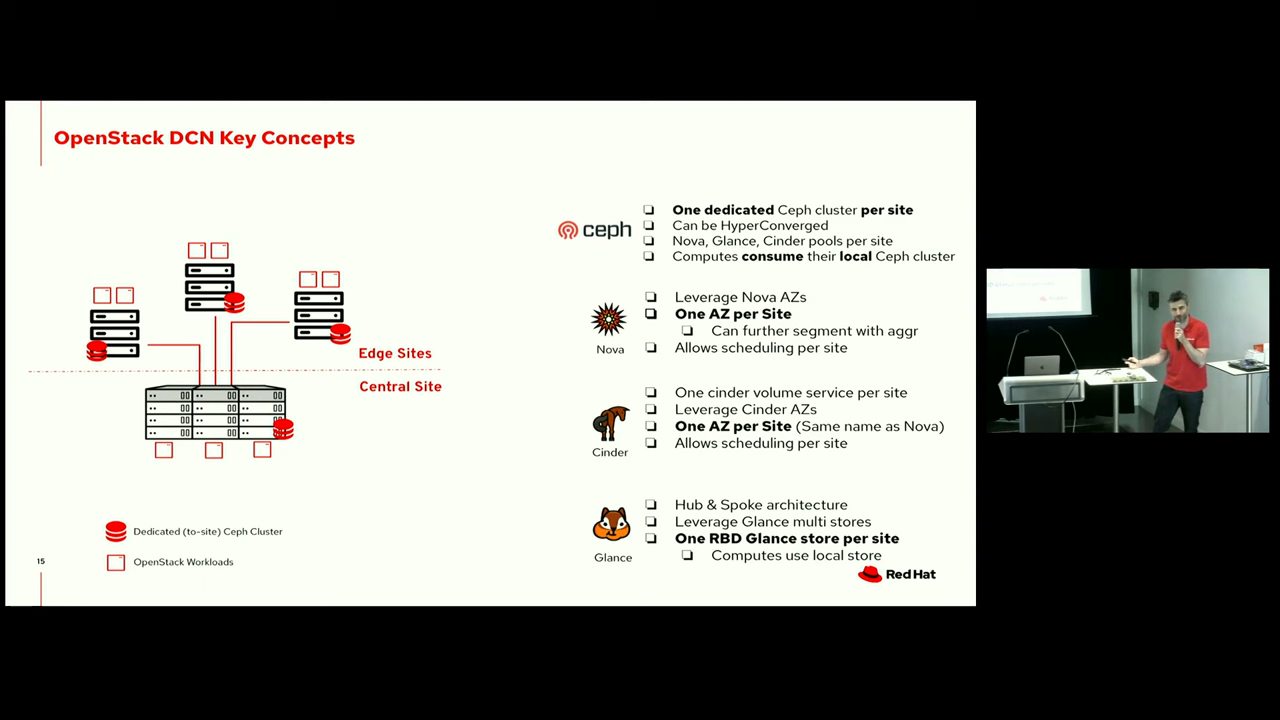 OpenStack DCN Key Concepts
Edge Sites
Central Site
Dedicated (to-site) Ceph Cluster
OpenStack Workloads
15
ceph
One dedicated Ceph cluster per site
Can be HyperConverged
Nova, Glance, Cinder pools per site
Computes consume their local Ceph cluster
Nova
Leverage Nova AZs
One AZ per Site
Can further segment with aggr
Allows scheduling per site
Cinder
One cinder volume service per site
Leverage Cinder AZs
One AZ per Site (Same name as Nova)
Allows scheduling per site
Glance
Hub & Spoke architecture
Leverage Glance multi stores
One RBD Glance store per site
Computes use local store
Red Hat